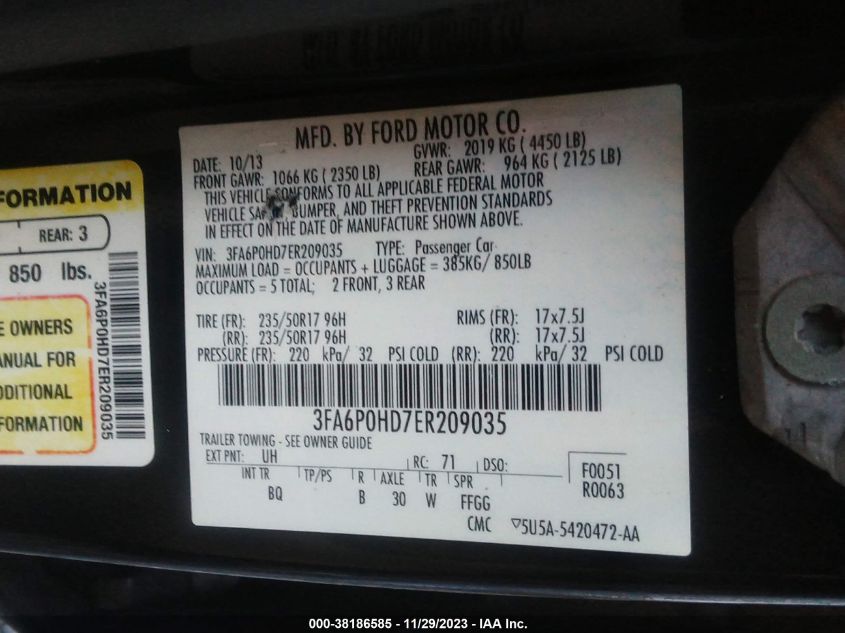 MFD. BY FORD MOTOR CO.
DATE: 10/13 GVWR: 2019 KG ( 4450 LB)
FRONT GAWR: 1066 KG ( 2350 LB) REAR GAWR: 964 KG ( 2125 LB)
THIS VEHICLE CONFORMS TO ALL APPLICABLE FEDERAL MOTOR
VEHICLE BUMPER, AND THEFT PREVENTION STANDARDS
IN EFFECT ON THE DATE OF MANUFACTURE SHOWN ABOVE.
VIN: 3FA6P0HD7ER209035 TYPE: Passenger Car
MAXIMUM LOAD = OCCUPANTS + LUGGAGE = 385KG/ 850LB
OCCUPANTS = 5 TOTAL; 2 FRONT, 3 REAR
TIRE (FR): 235/50R17 96H RIMS (FR): 17x7.5J
(RR): 235/50R17 96H (RR): 17x7.5J
PRESSURE (FR): 220 kPa/ 32 PSI COLD (RR): 220 kPa/ 32 PSI COLD
3FA6P0HD7ER209035
TRAILER TOWING - SEE OWNER GUIDE
EXT PNT: UH RC: 71 DSO: F0051
R0063
INT TR TP/PS R AXLE TR SPR
BQ B 30 W FFGG
CMC ▽5U5A-5420472-AA
FORMATION
REAR: 3
850 lbs.
E OWNERS
ANUAL FOR
DDITIONAL
FORMATION
3FA6P0HD7ER209035
000-38186585 - 11/29/2023 - IAA Inc.